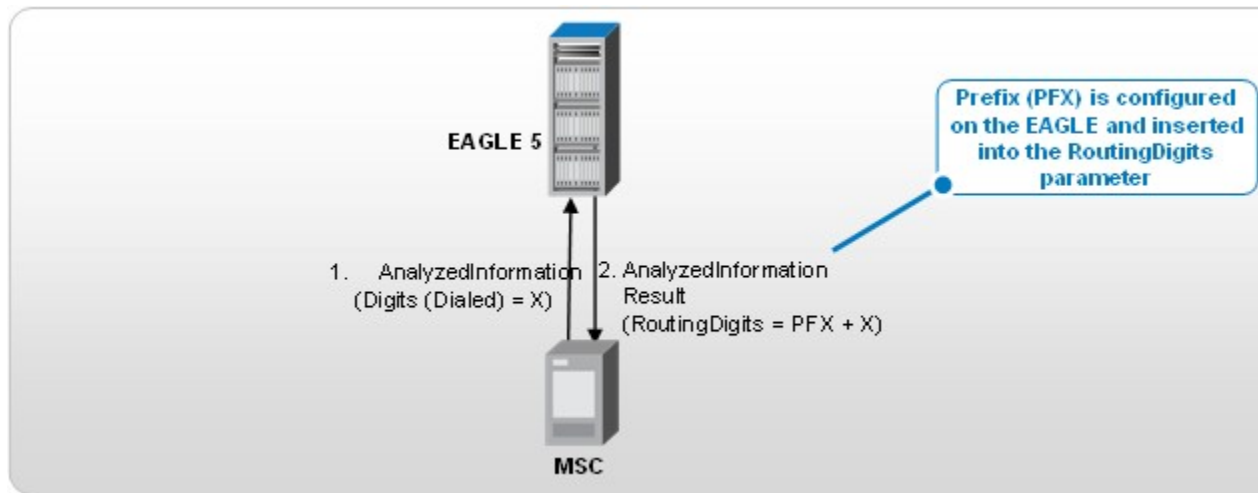 EAGLE 5
Prefix (PFX) is configured
on the EAGLE and inserted
into the RoutingDigits
parameter
1. AnalyzedInformation
(Digits (Dialed) = X)
2. AnalyzedInformation
Result
(RoutingDigits = PFX + X)
MSC